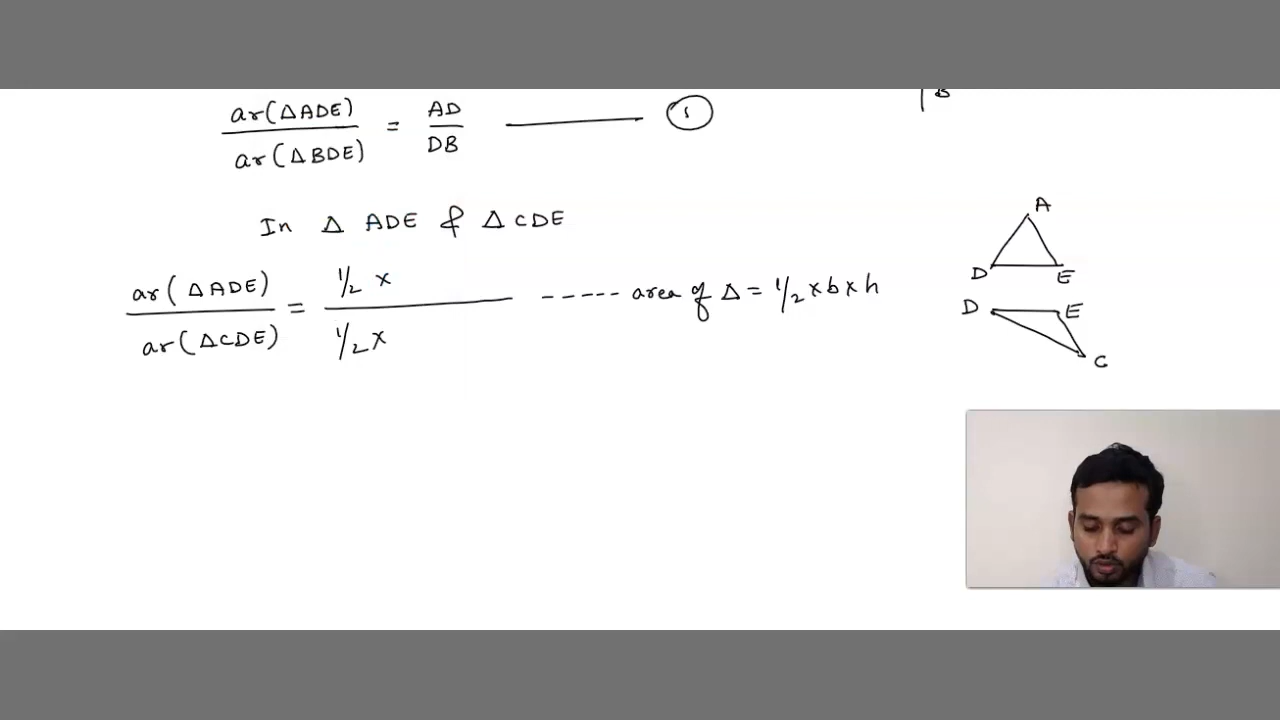 ar(ΔADE) / ar(ΔBDE) = AD / DB ——— ①
B
In Δ ADE & Δ CDE
ar(ΔADE) / ar(ΔCDE) = 1/2 × / 1/2 × ----- area of Δ = 1/2 × b × h
A
D E
D E
C